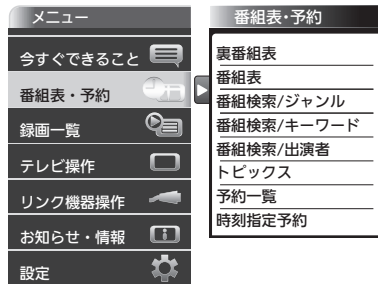 メニュー
今すぐできること
番組表・予約
録画一覧
テレビ操作
リンク機器操作
お知らせ・情報
設定
番組表・予約
裏番組表
番組表
番組検索/ジャンル
番組検索/キーワード
番組検索/出演者
トピックス
予約一覧
時刻指定予約